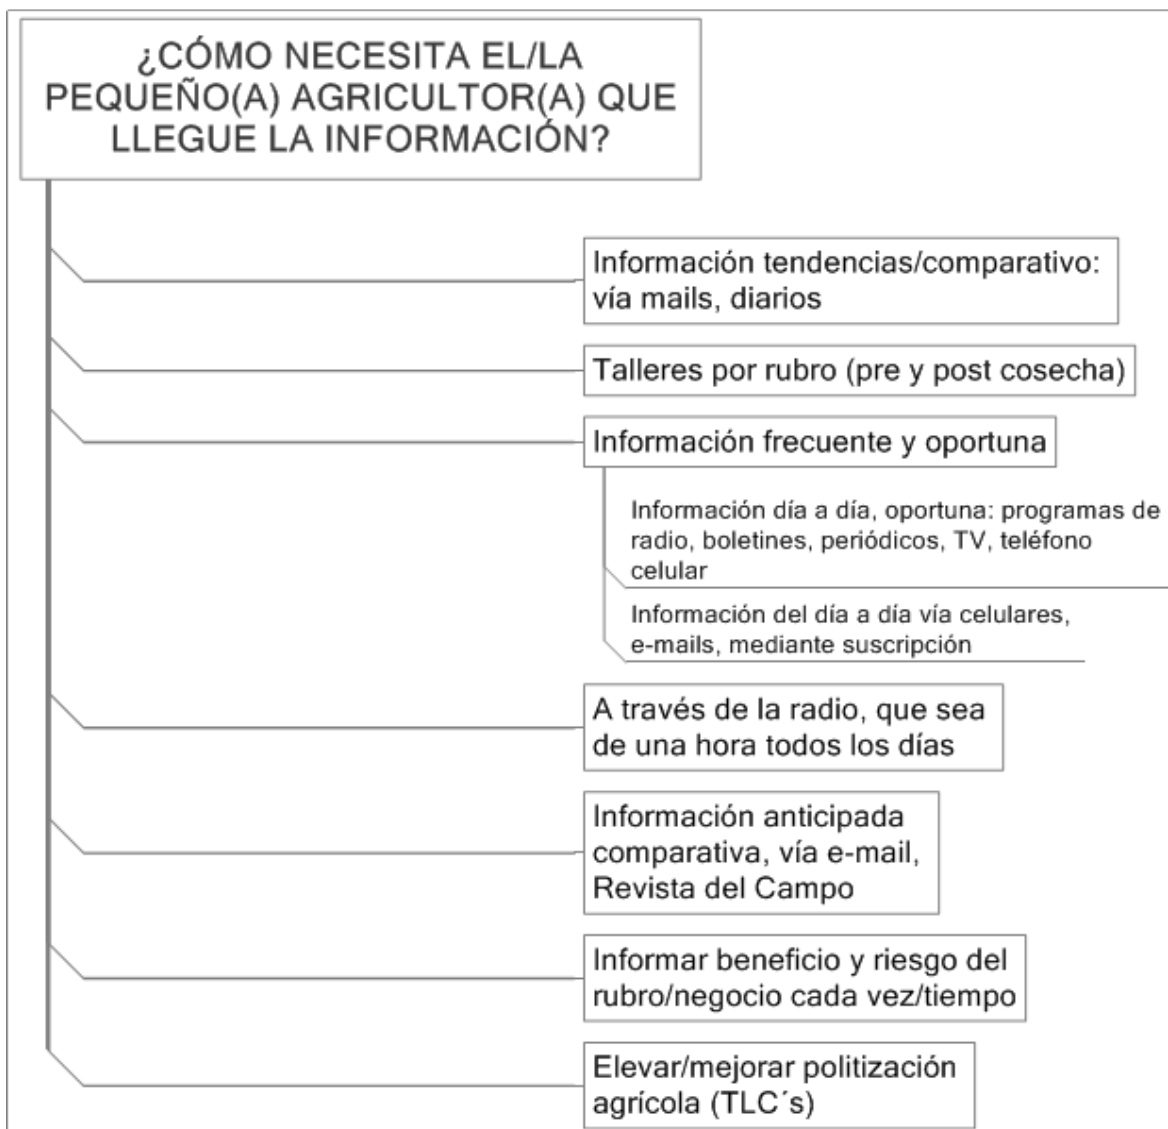 ¿CÓMO NECESITA EL/LA
PEQUEÑO(A) AGRICULTOR(A) QUE
LLEGUE LA INFORMACIÓN?
Información tendencias/comparativo:
vía mails, diarios
Talleres por rubro (pre y post cosecha)
Información frecuente y oportuna
Información día a día, oportuna: programas de
radio, boletines, periódicos, TV, teléfono
celular
Información del día a día vía celulares,
e-mails, mediante suscripción
A través de la radio, que sea
de una hora todos los días
Información anticipada
comparativa, vía e-mail,
Revista del Campo
Informar beneficio y riesgo del
rubro/negocio cada vez/tiempo
Elevar/mejorar politización
agrícola (TLC´s)